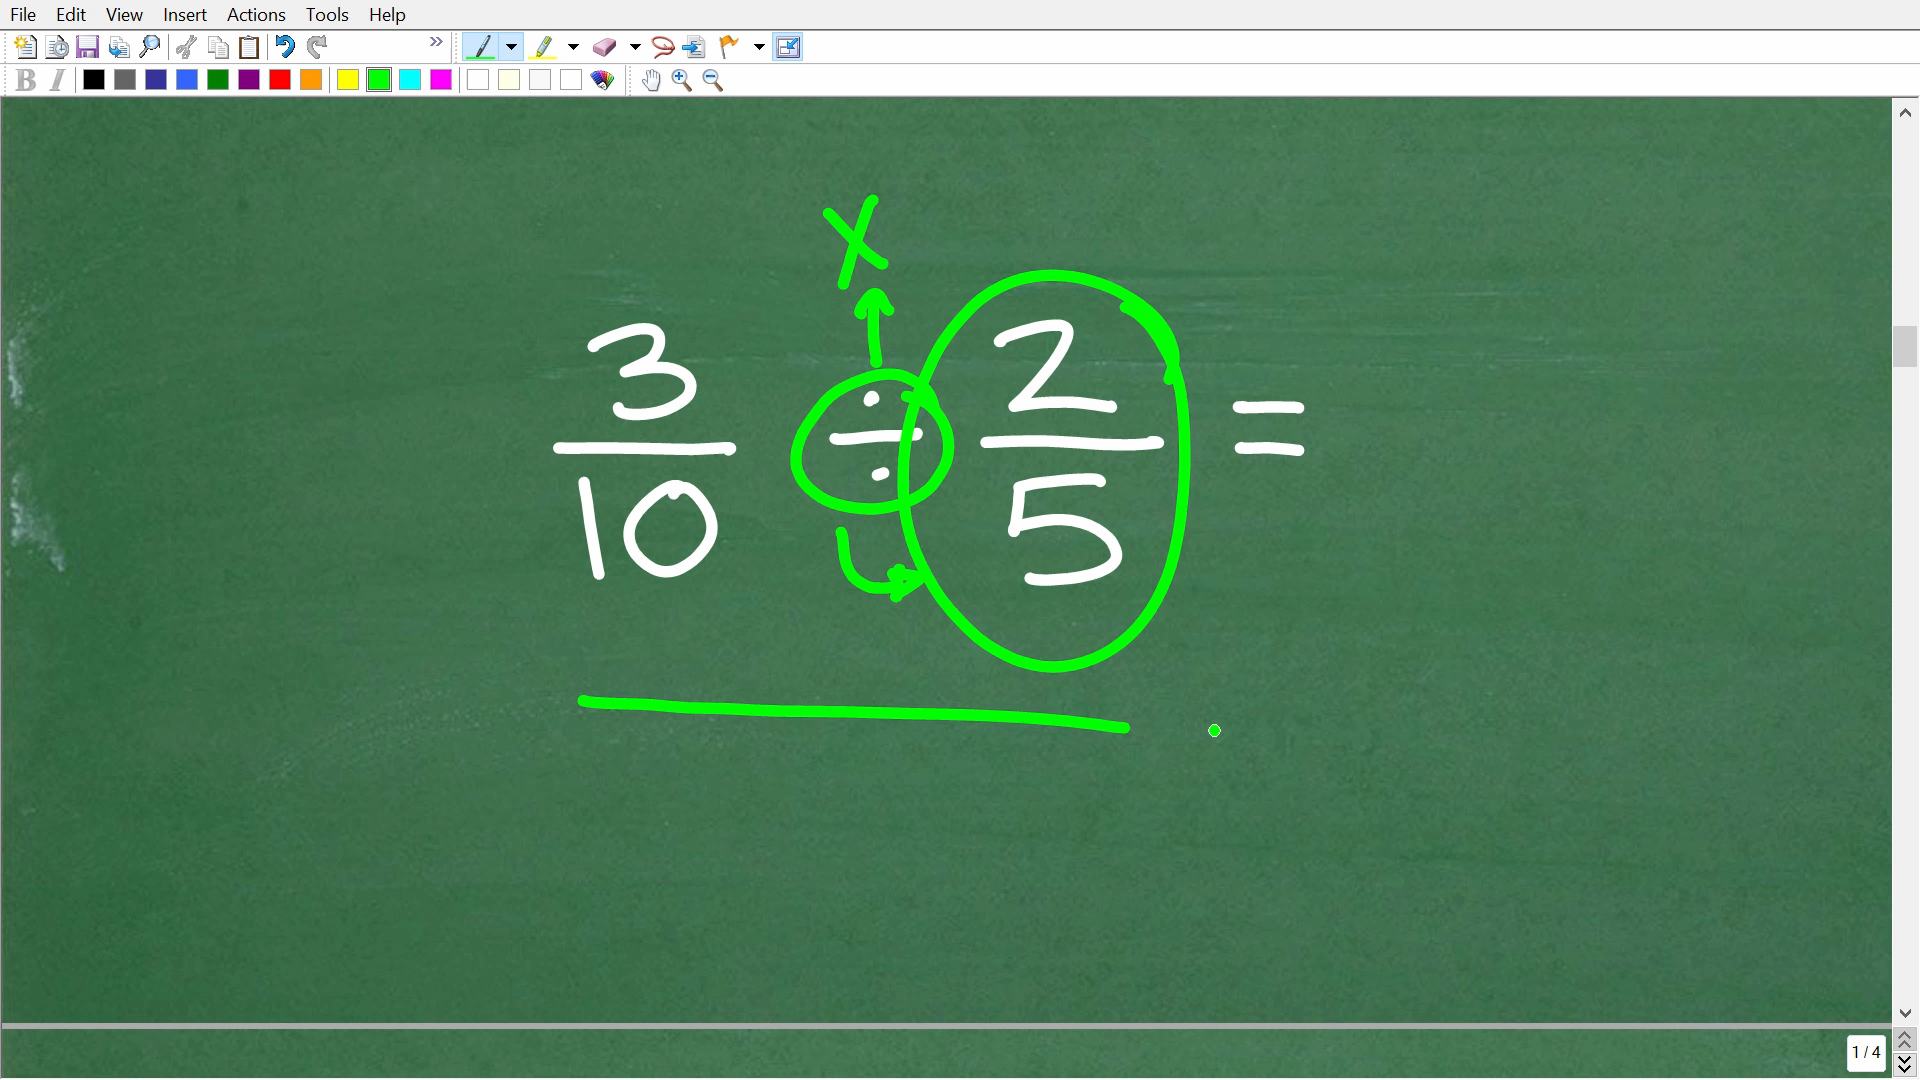 File Edit View Insert Actions Tools Help
B I
X
3/10 ÷ 2/5 =
1 / 4